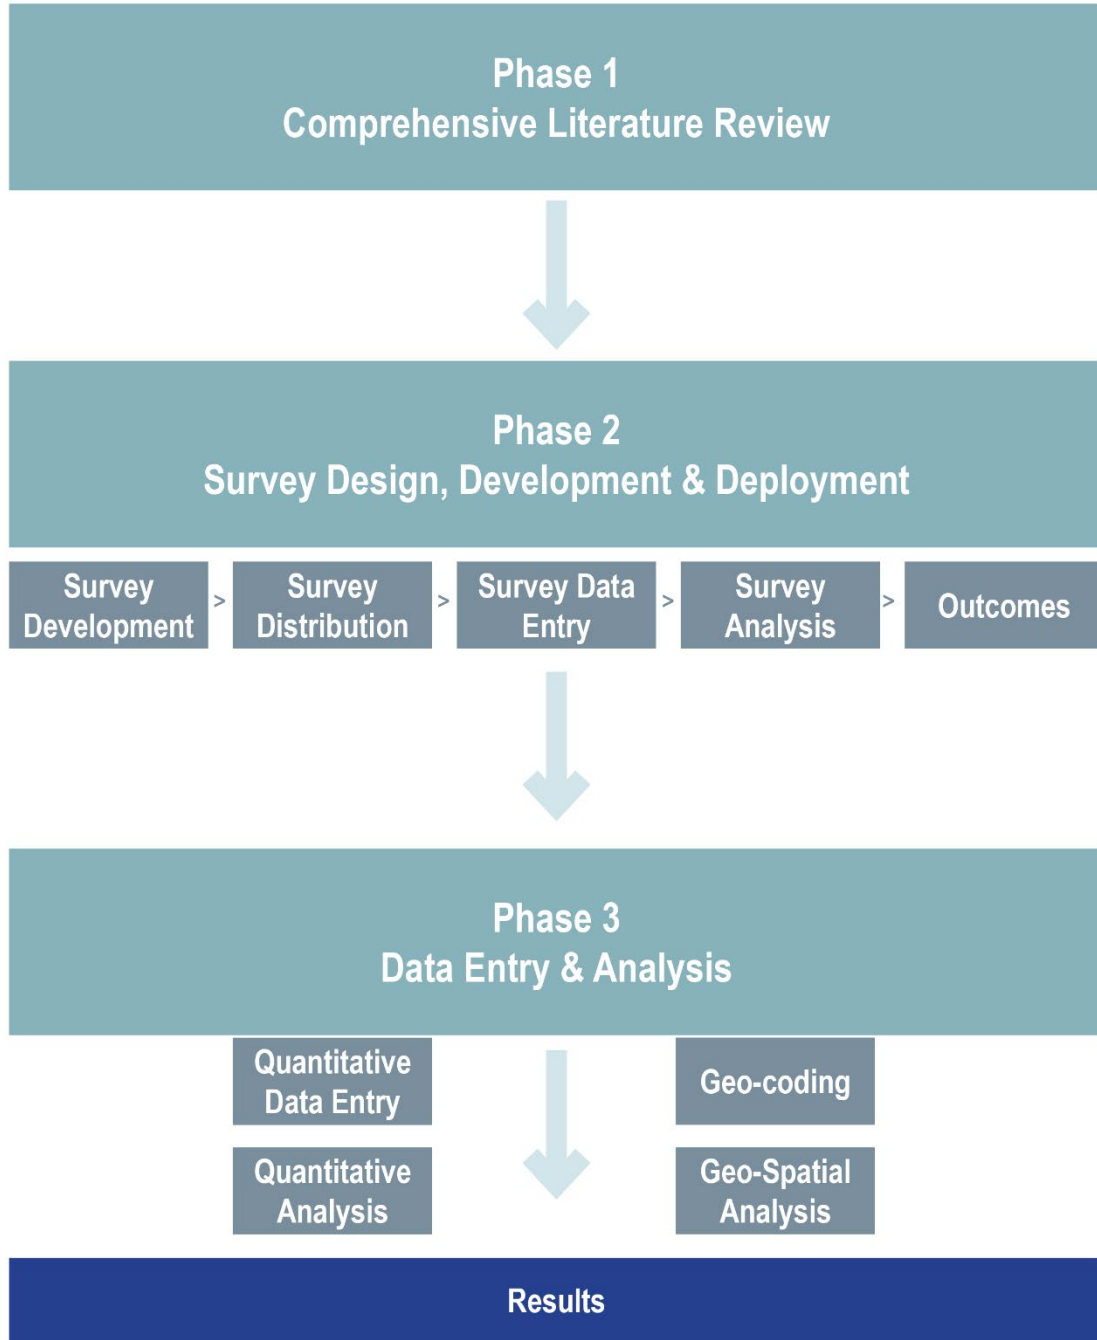 Phase 1
Comprehensive Literature Review
Phase 2
Survey Design, Development & Deployment
Survey
Development
>
Survey
Distribution
>
Survey Data
Entry
>
Survey
Analysis
>
Outcomes
Phase 3
Data Entry & Analysis
Quantitative
Data Entry
Geo-coding
Quantitative
Analysis
Geo-Spatial
Analysis
Results